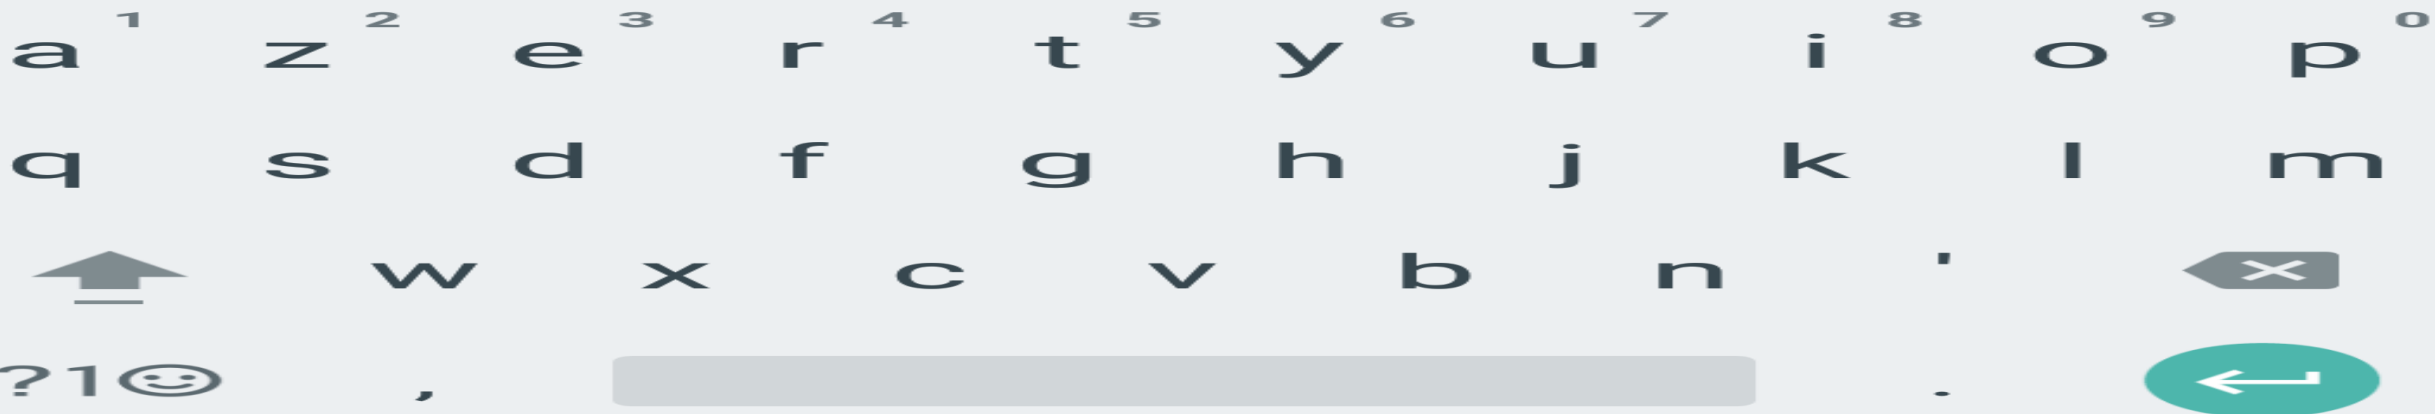 1 2 3 4 5 6 7 8 9 0
a z e r t y u i o p
q s d f g h j k l m
w x c v b n '
?1☺ , .